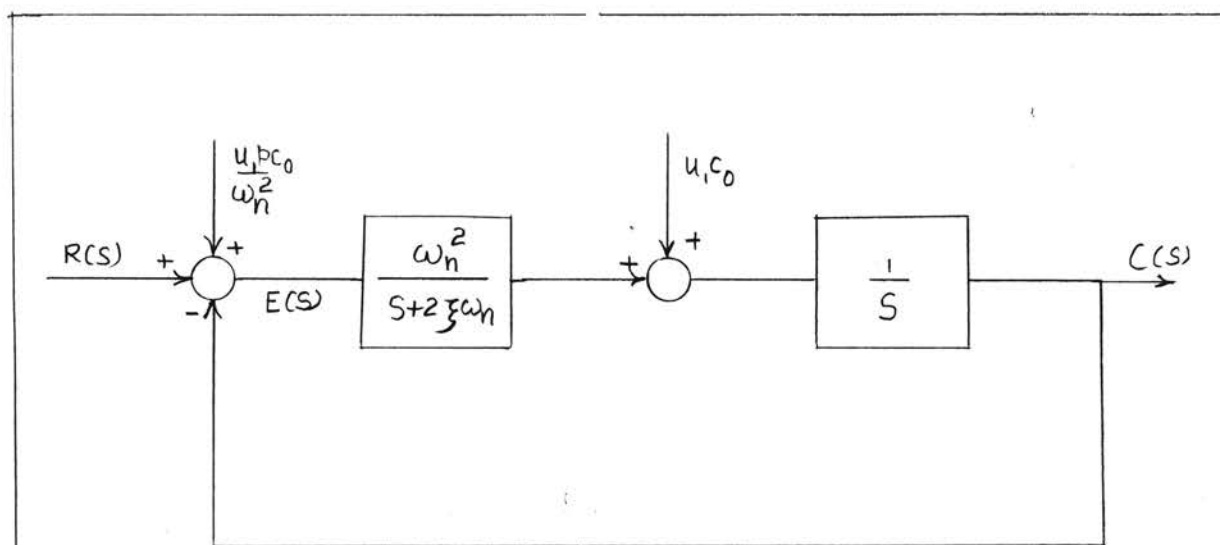 u₁pc₀
ωn²
u₁c₀
R(S)
+
+
-
E(S)
ωn²
S+2ξωn
+
+
1
S
C(S)